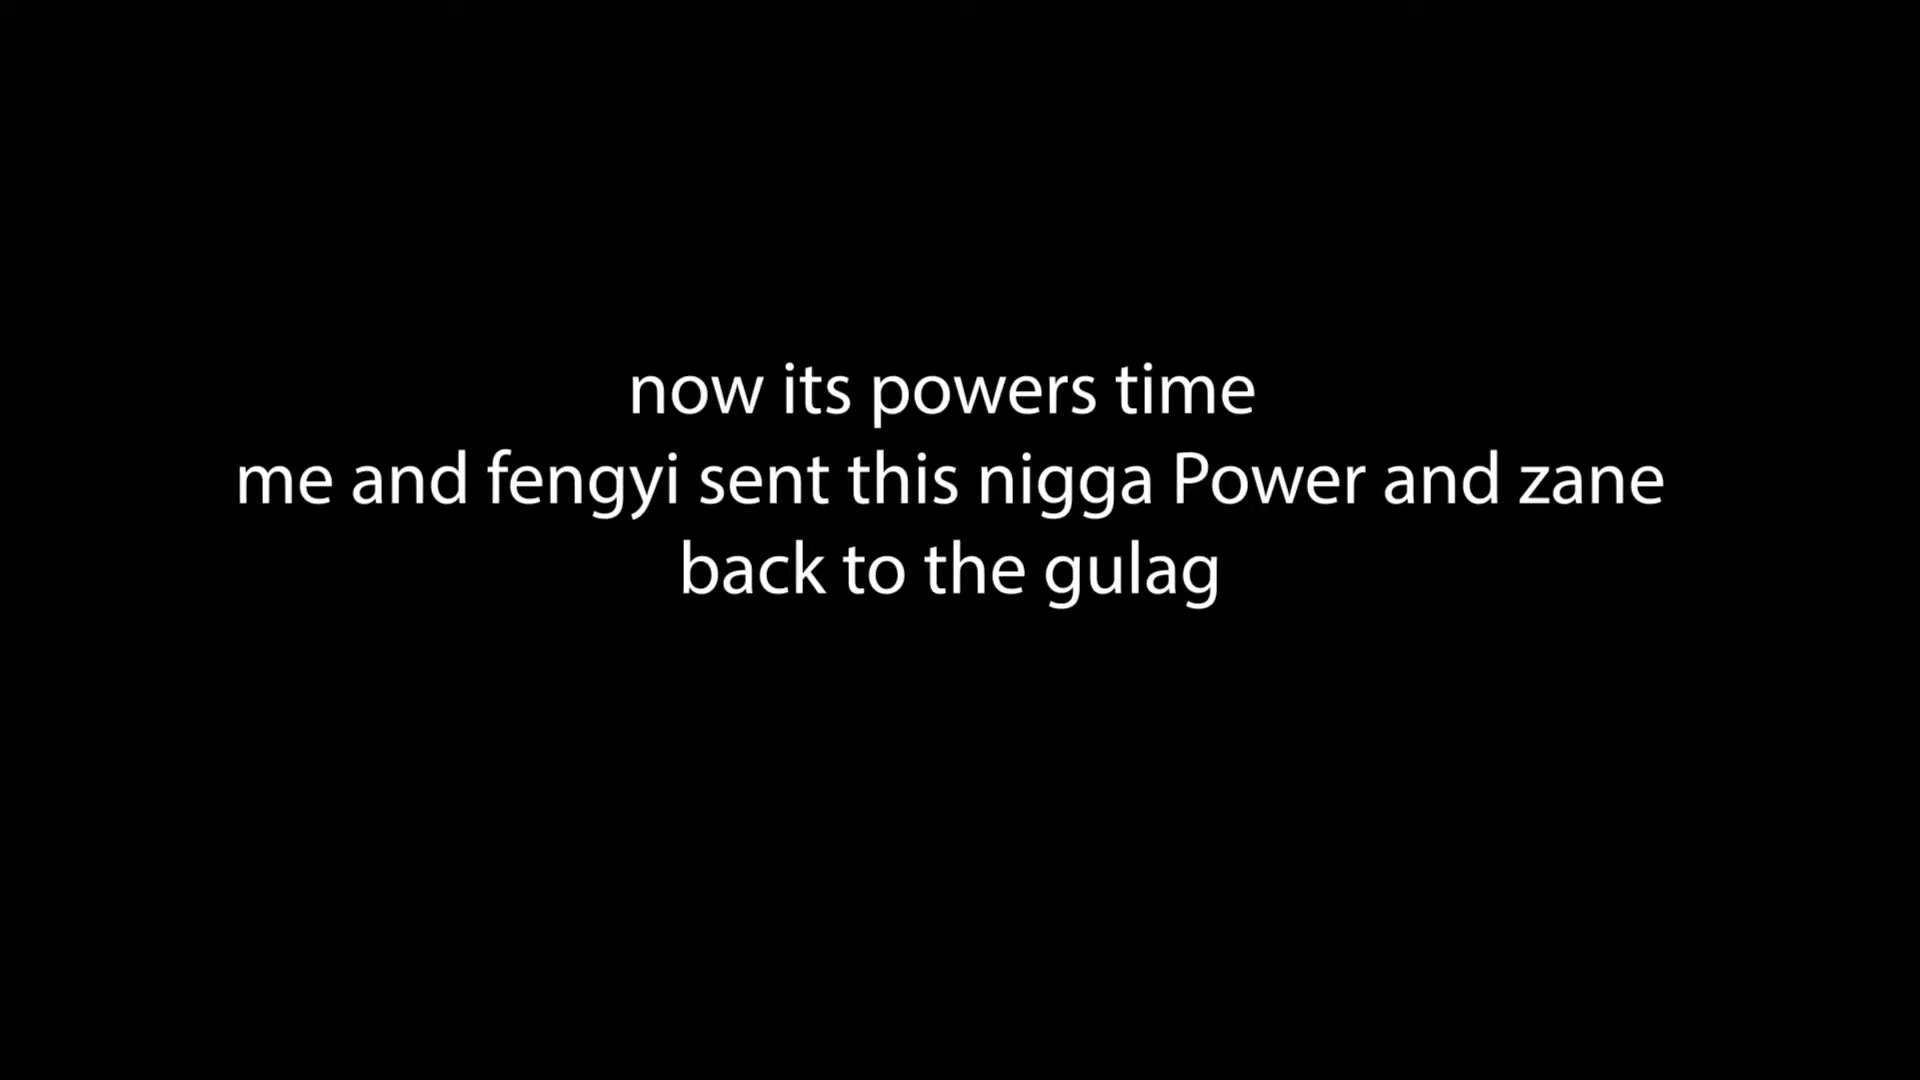 now its powers time
me and fengyi sent this nigga Power and zane
back to the gulag